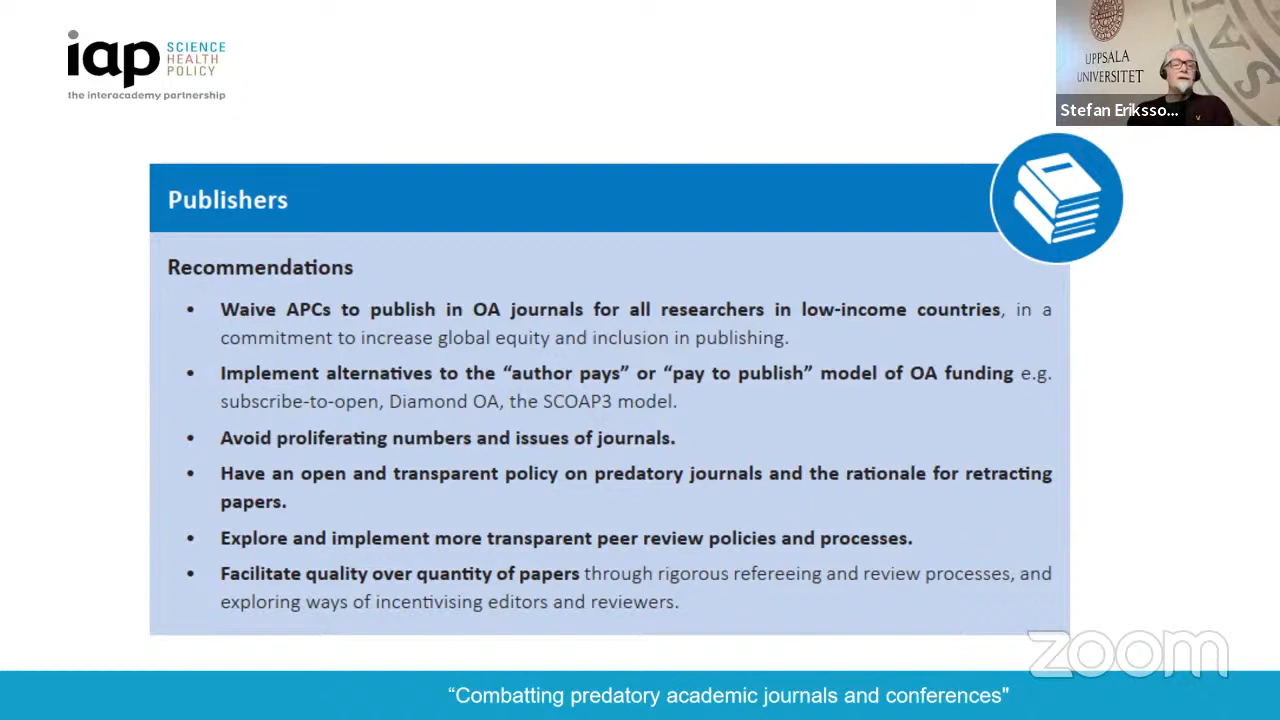 iap SCIENCE
HEALTH
POLICY
the interacademy partnership
UPPSALA
UNIVERSITET
Stefan Eriksso...
Publishers
Recommendations
• Waive APCs to publish in OA journals for all researchers in low-income countries, in a
commitment to increase global equity and inclusion in publishing.
• Implement alternatives to the “author pays” or “pay to publish” model of OA funding e.g.
subscribe-to-open, Diamond OA, the SCOAP3 model.
• Avoid proliferating numbers and issues of journals.
• Have an open and transparent policy on predatory journals and the rationale for retracting
papers.
• Explore and implement more transparent peer review policies and processes.
• Facilitate quality over quantity of papers through rigorous refereeing and review processes, and
exploring ways of incentivising editors and reviewers.
zoom
“Combatting predatory academic journals and conferences"